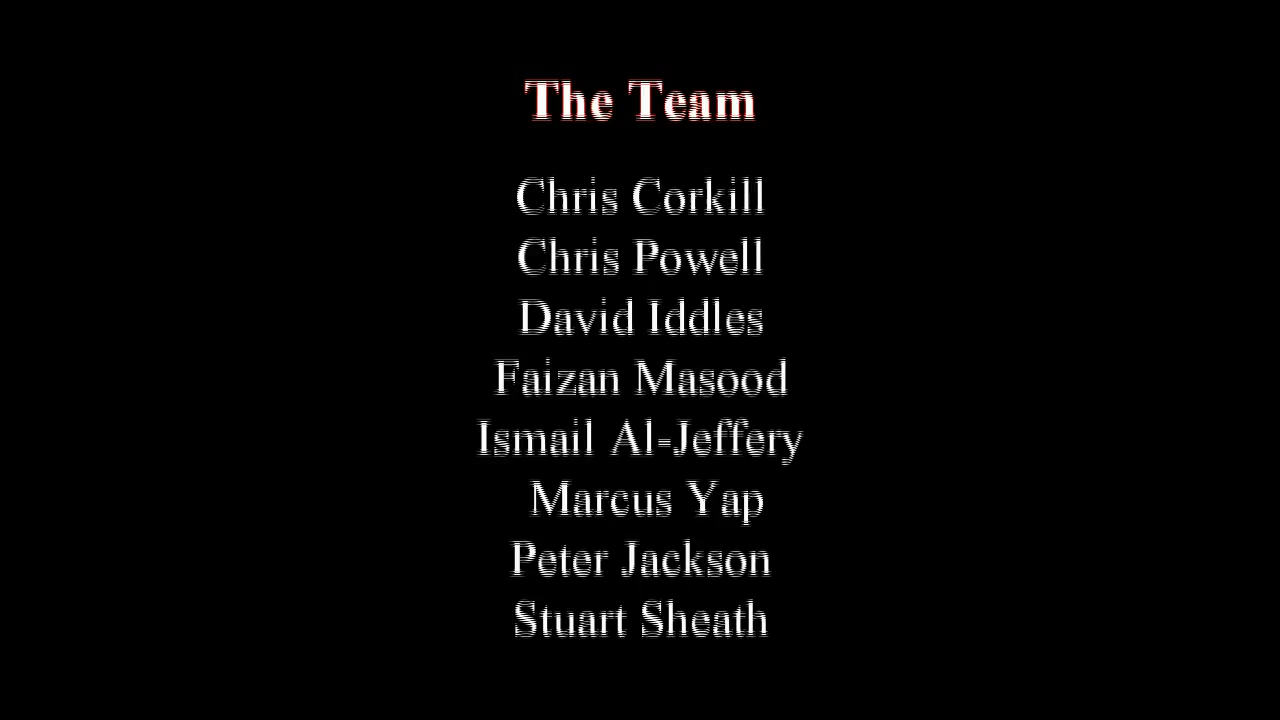 The Team
Chris Corkill
Chris Powell
David Iddles
Faizan Masood
Ismail Al-Jeffery
Marcus Yap
Peter Jackson
Stuart Sheath